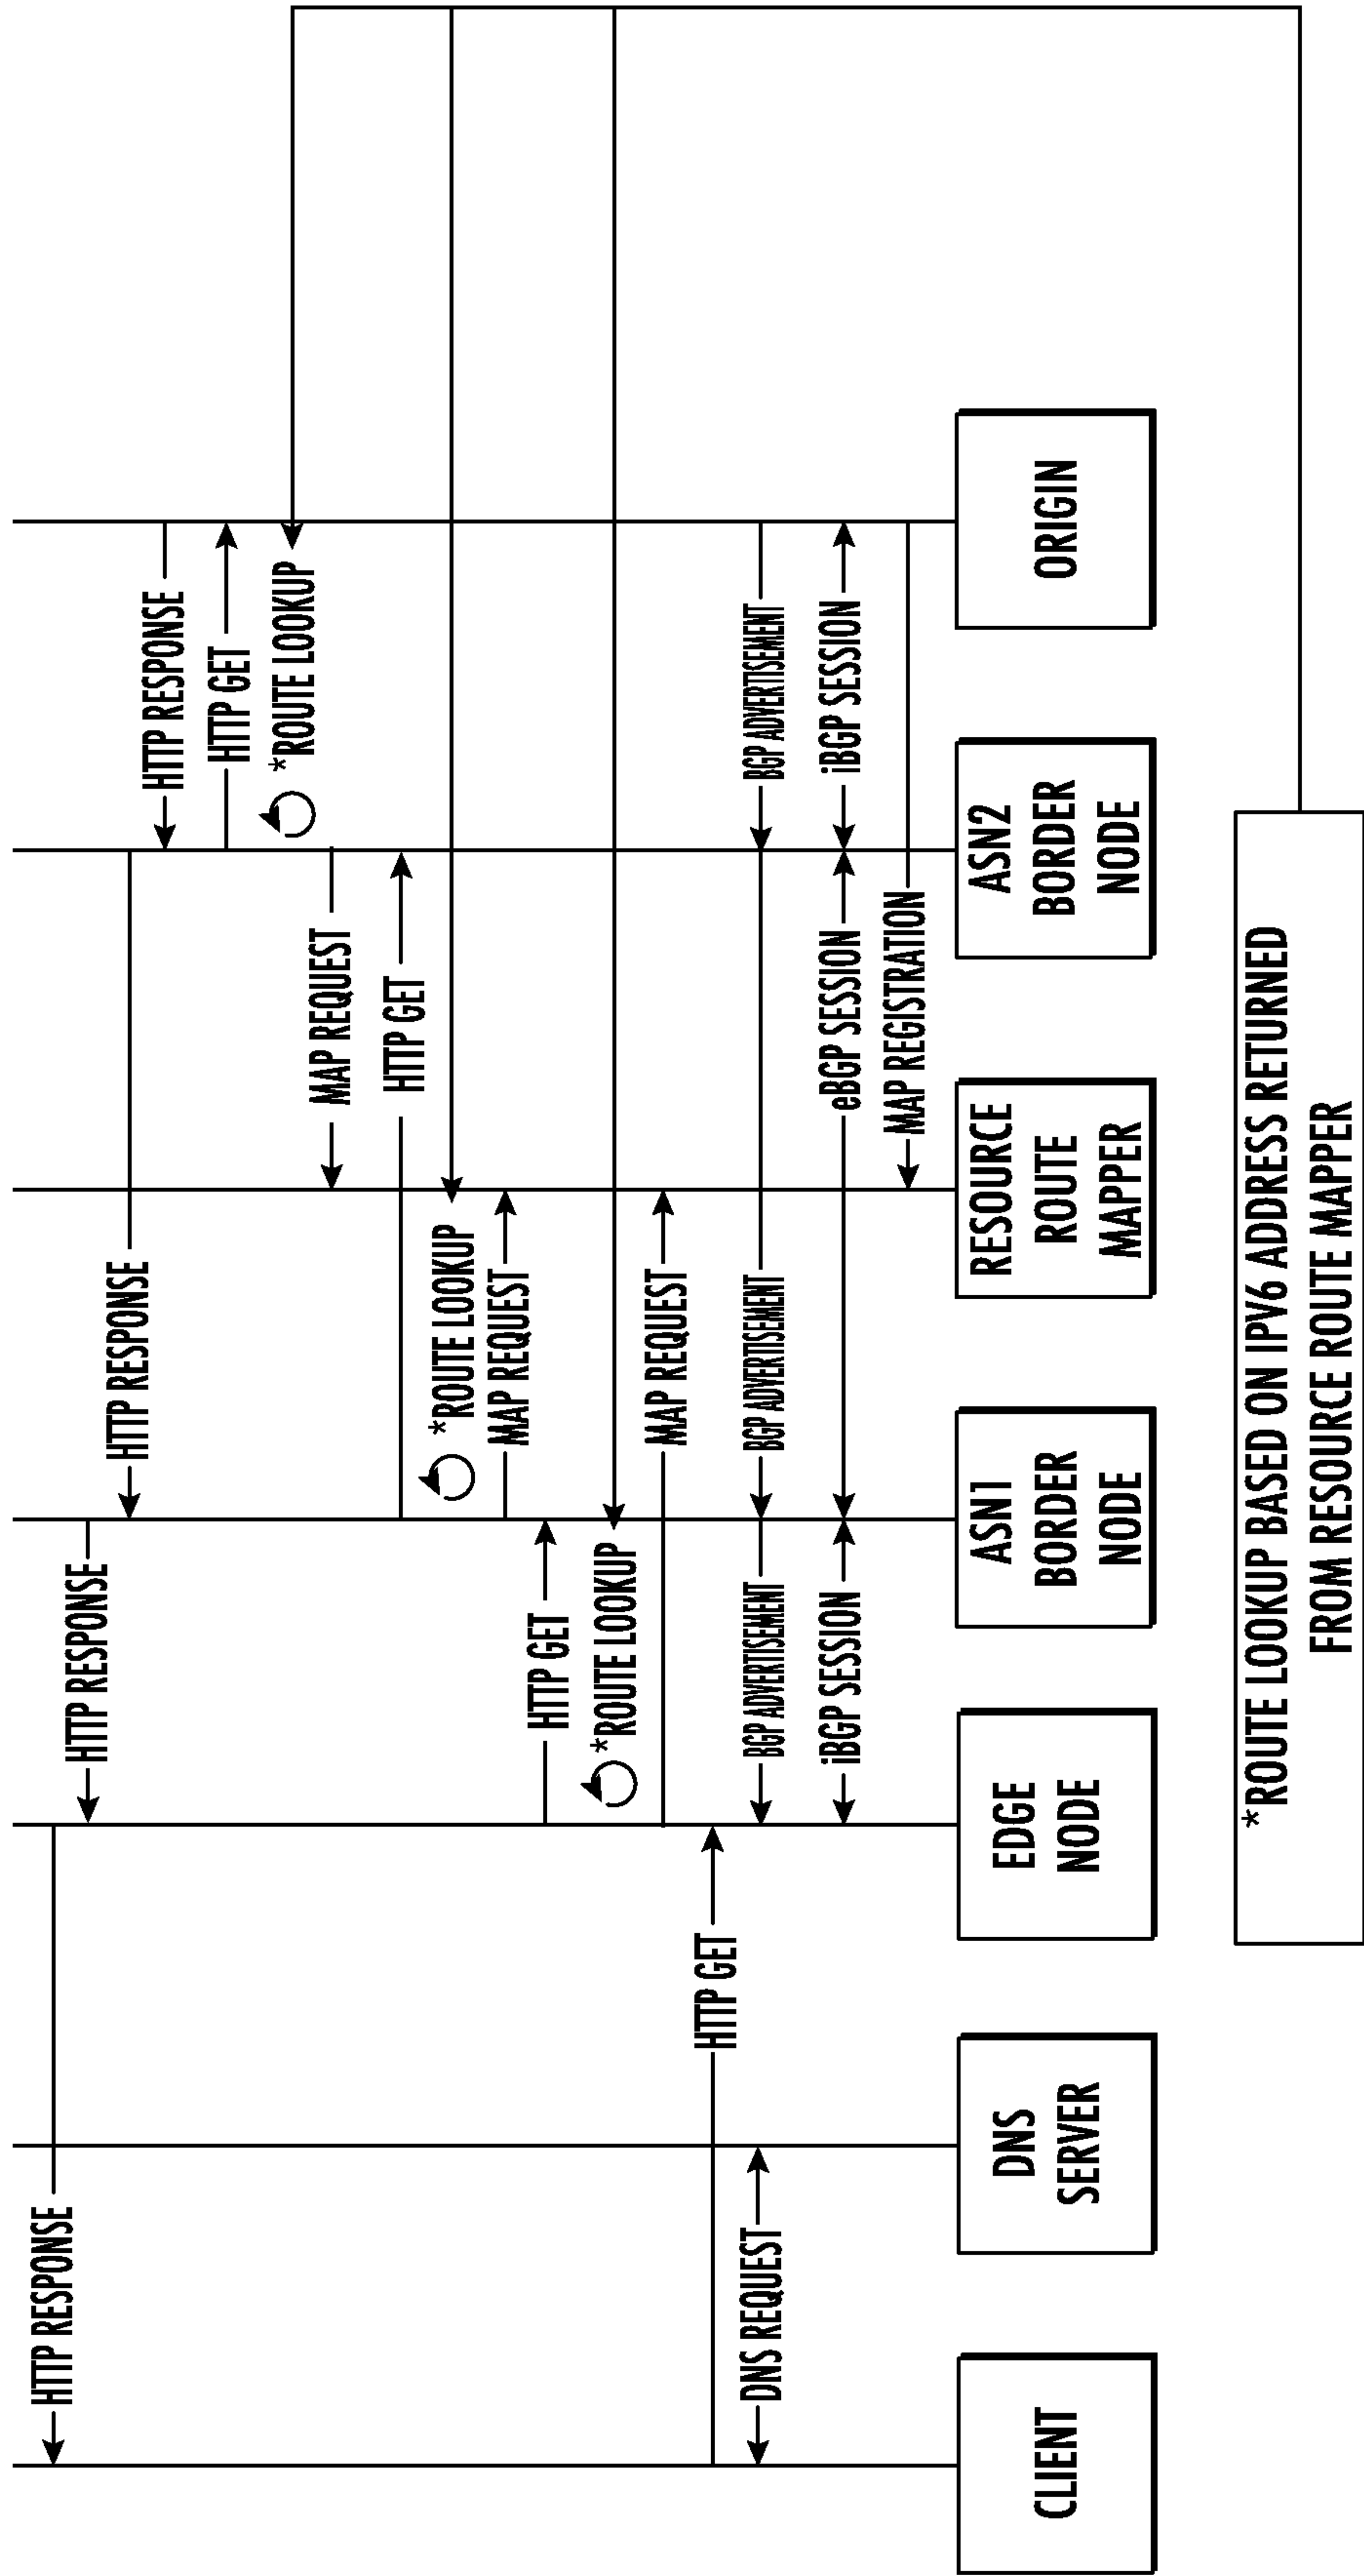 HTTP RESPONSE
HTTP RESPONSE
HTTP RESPONSE
HTTP RESPONSE
HTTP GET
*ROUTE LOOKUP
MAP REQUEST
HTTP GET
*ROUTE LOOKUP
MAP REQUEST
HTTP GET
*ROUTE LOOKUP
MAP REQUEST
HTTP GET
DNS REQUEST
BGP ADVERTISEMENT
BGP ADVERTISEMENT
BGP ADVERTISEMENT
iBGP SESSION
eBGP SESSION
iBGP SESSION
MAP REGISTRATION
CLIENT
DNS
SERVER
EDGE
NODE
ASN1
BORDER
NODE
RESOURCE
ROUTE
MAPPER
ASN2
BORDER
NODE
ORIGIN
*ROUTE LOOKUP BASED ON IPV6 ADDRESS RETURNED
FROM RESOURCE ROUTE MAPPER